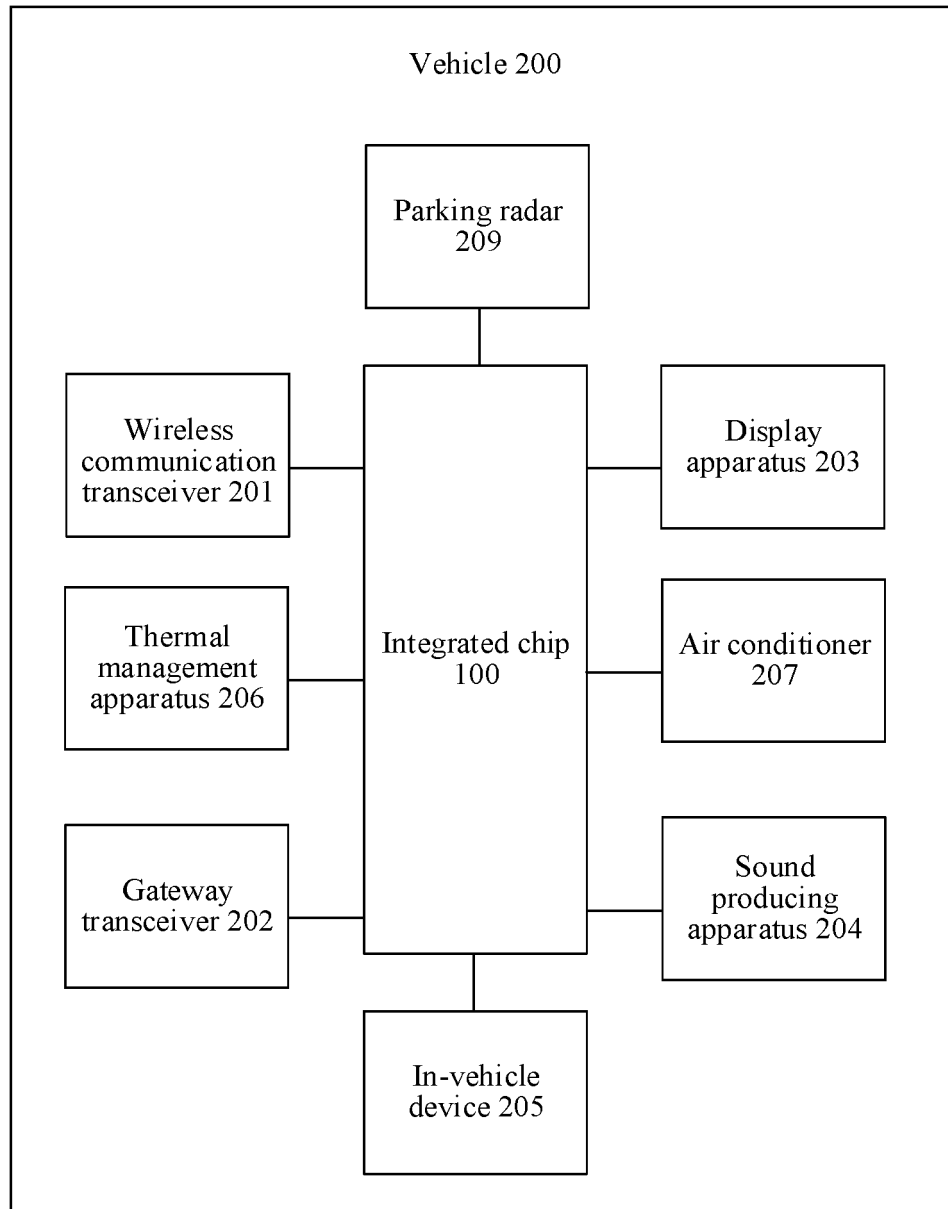 Vehicle 200
Parking radar
209
Wireless
communication
transceiver 201
Display
apparatus 203
Thermal
management
apparatus 206
Integrated chip
100
Air conditioner
207
Gateway
transceiver 202
Sound
producing
apparatus 204
In-vehicle
device 205